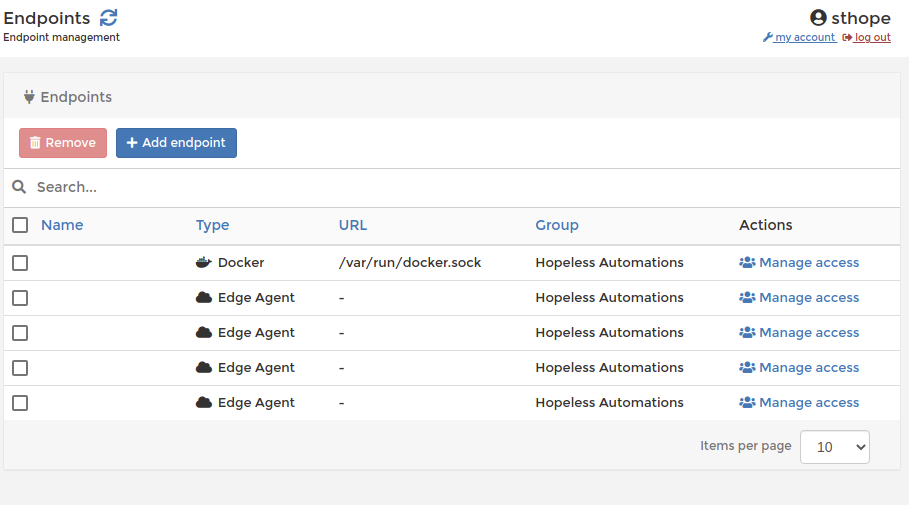 Endpoints
sthope
Endpoint management
my account log out
Endpoints
Remove Add endpoint
Search...
Name Type URL Group Actions
Docker /var/run/docker.sock Hopeless Automations Manage access
Edge Agent - Hopeless Automations Manage access
Edge Agent - Hopeless Automations Manage access
Edge Agent - Hopeless Automations Manage access
Edge Agent - Hopeless Automations Manage access
Items per page 10